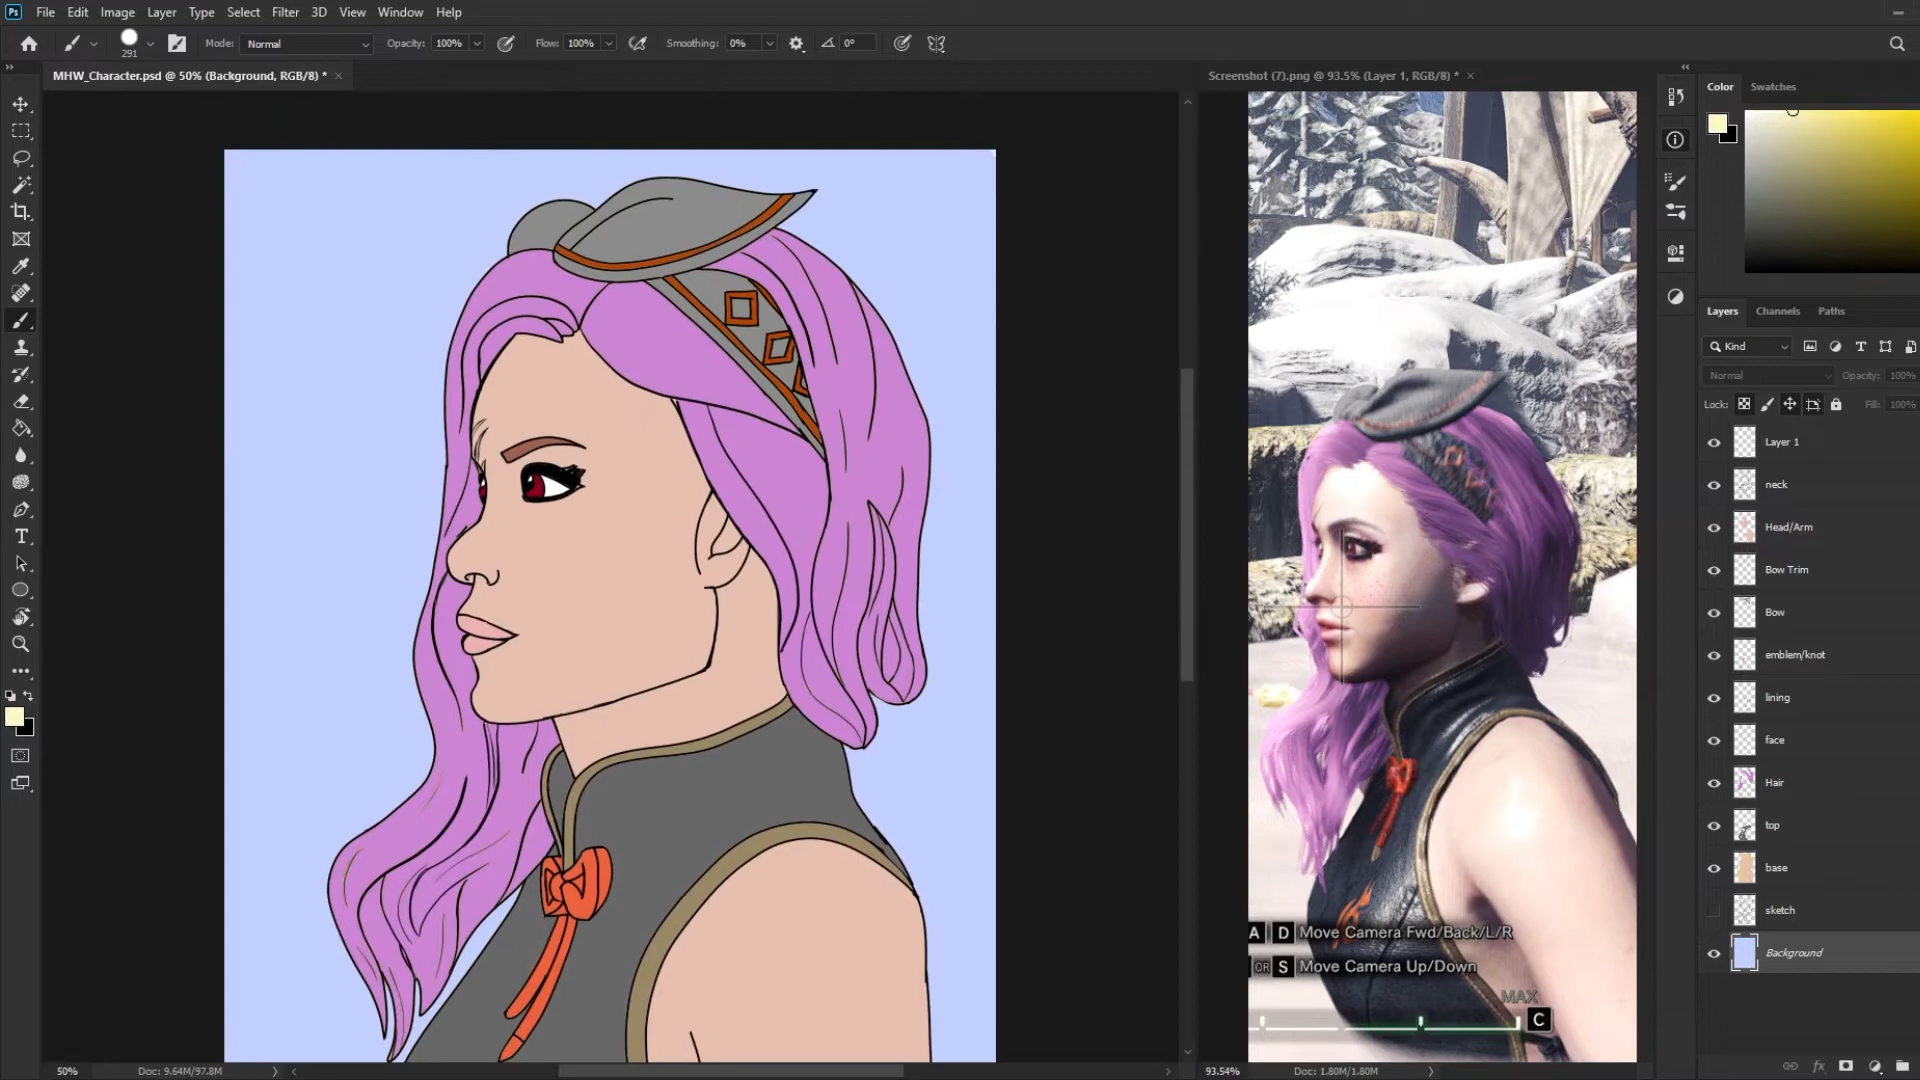 Ps File Edit Image Layer Type Select Filter 3D View Window Help
291 Mode: Normal Opacity: 100% Flow: 100% Smoothing: 0% 0°
MHW_Character.psd @ 50% (Background, RGB/8) * ×
Screenshot (7).png @ 93.5% (Layer 1, RGB/8) * ×
Color Swatches
Layers Channels Paths
Kind
Normal Opacity: 100%
Lock: Fill: 100%
Layer 1
neck
Head/Arm
Bow Trim
Bow
emblem/knot
lining
face
Hair
top
base
sketch
Background
A D Move Camera Fwd/Back/L/R
OR S Move Camera Up/Down
MAX
C
50% Doc: 9.64M/97.8M
93.54% Doc: 1.80M/1.80M